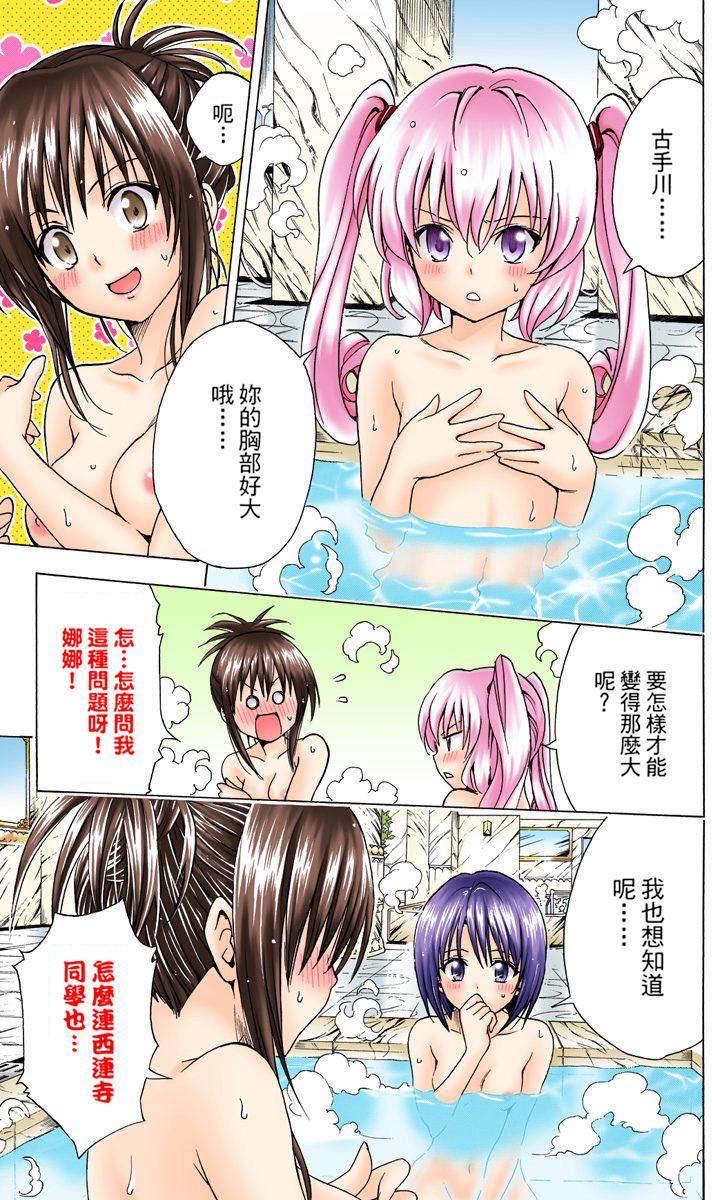 古手川……
呃…
妳的胸部好大
哦……
要怎樣才能
變得那麼大
呢？
怎…怎麼問我
這種問題呀！
娜娜！
我也想知道
呢……
怎麼連西連寺
同學也…